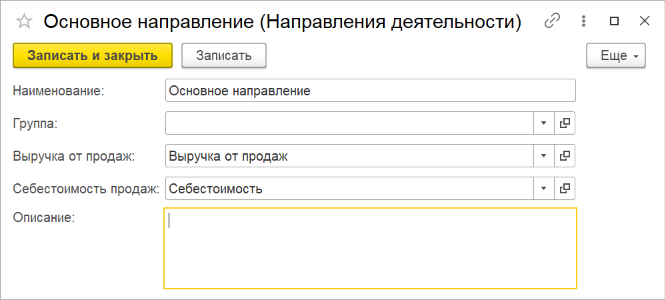 Основное направление (Направления деятельности)
Записать и закрыть Записать Еще
Наименование: Основное направление
Группа:
Выручка от продаж: Выручка от продаж
Себестоимость продаж: Себестоимость
Описание: